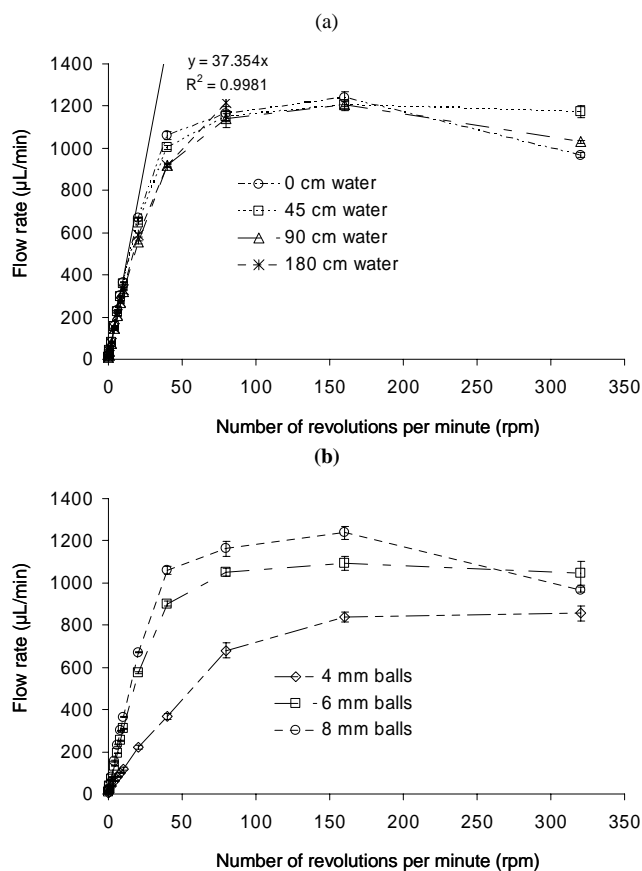 (a)
y = 37.354x
R² = 0.9981
1400
1200
1000
800
600
400
200
0
Flow rate (µL/min)
0 cm water
45 cm water
90 cm water
180 cm water
0 50 100 150 200 250 300 350
Number of revolutions per minute (rpm)
(b)
1400
1200
1000
800
600
400
200
0
Flow rate (µL/min)
4 mm balls
6 mm balls
8 mm balls
0 50 100 150 200 250 300 350
Number of revolutions per minute (rpm)